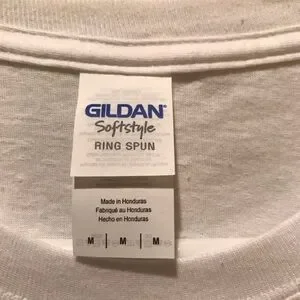 GILDAN®
Softstyle
RING SPUN
Made in Honduras
Fabriqué au Honduras
Hecho en Honduras
M | M | M